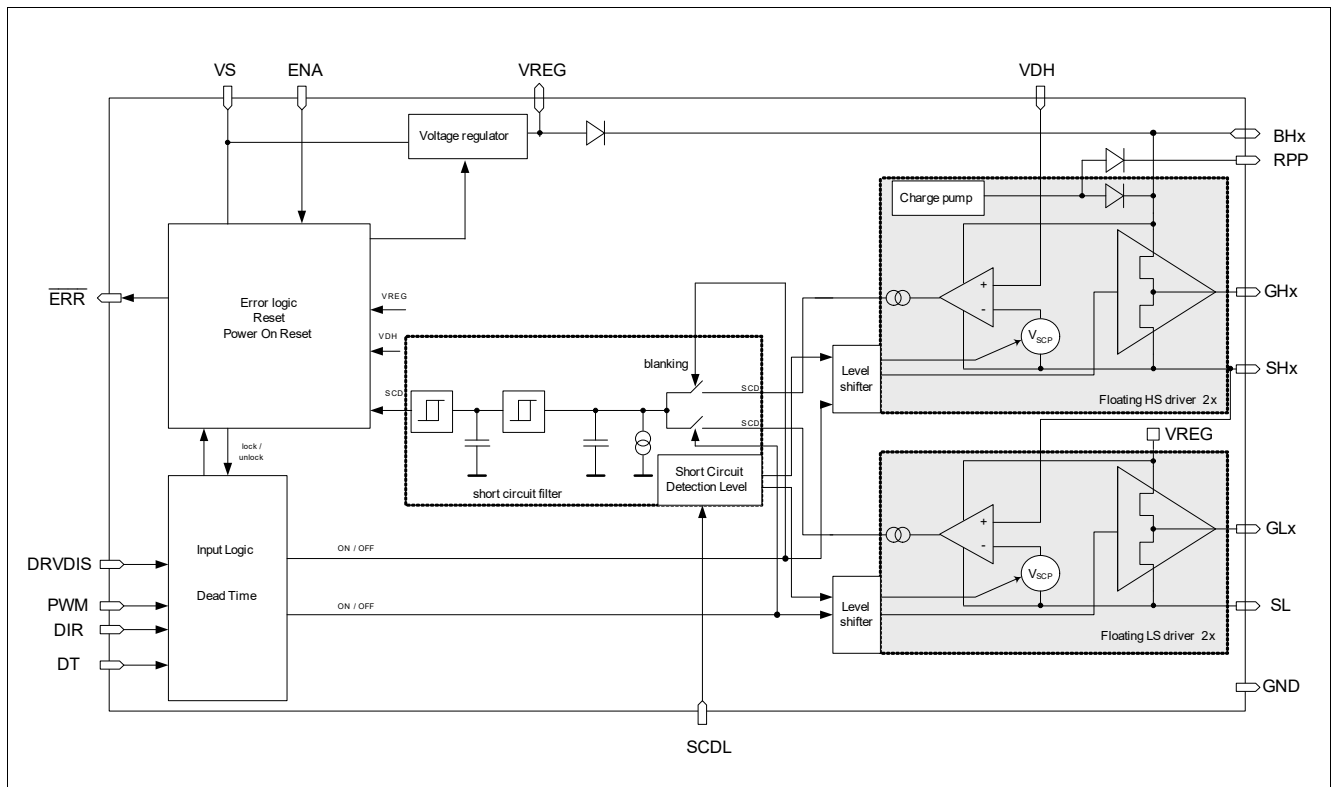 VS
ENA
VREG
VDH
Voltage regulator
BHx
RPP
Charge pump
ERR
Error logic
Reset
Power On Reset
VREG
VDH
SCD
+
-
VSCP
GHx
SHx
Level
shifter
Floating HS driver 2x
blanking
SCD
SCD
short circuit filter
Short Circuit
Detection Level
lock /
unlock
VREG
Input Logic
Dead Time
ON / OFF
ON / OFF
DRVDIS
PWM
DIR
DT
+
-
VSCP
GLx
SL
Level
shifter
Floating LS driver 2x
GND
SCDL